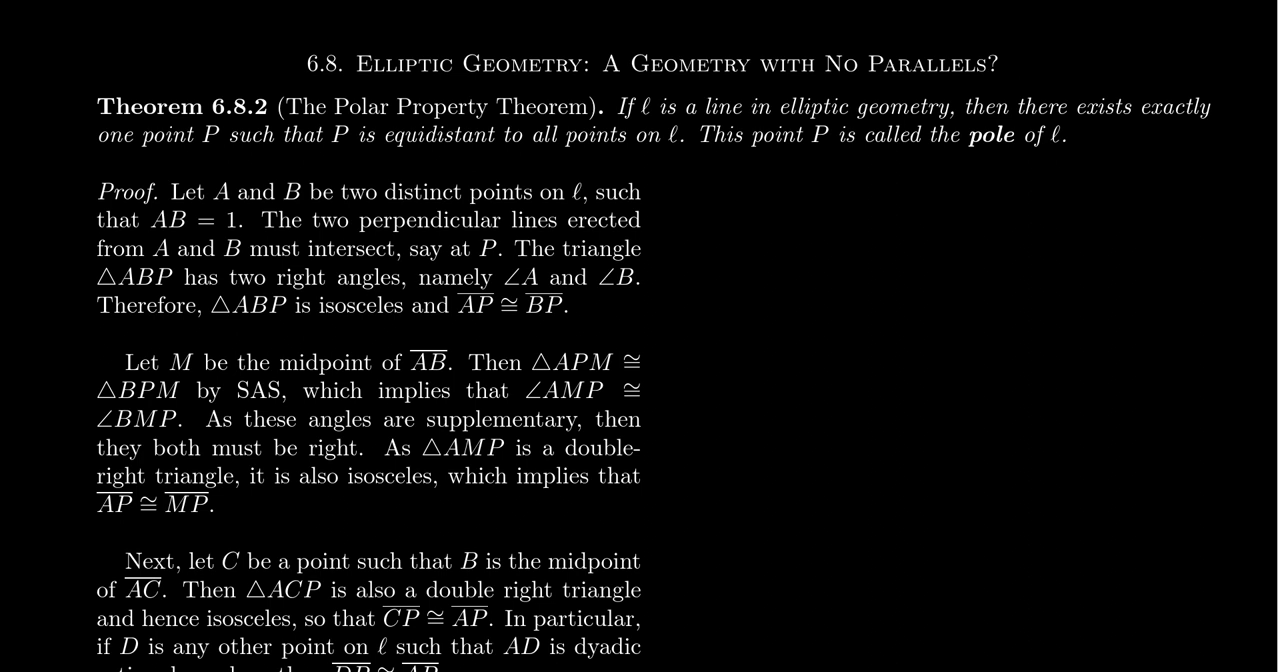 6.8. Elliptic Geometry: A Geometry with No Parallels?
Theorem 6.8.2 (The Polar Property Theorem). If ℓ is a line in elliptic geometry, then there exists exactly
one point P such that P is equidistant to all points on ℓ. This point P is called the pole of ℓ.
Proof. Let A and B be two distinct points on ℓ, such
that AB = 1. The two perpendicular lines erected
from A and B must intersect, say at P. The triangle
△ABP has two right angles, namely ∠A and ∠B.
Therefore, △ABP is isosceles and A̅P̅ ≅ B̅P̅.
Let M be the midpoint of A̅B̅. Then △APM ≅
△BPM by SAS, which implies that ∠AMP ≅
∠BMP. As these angles are supplementary, then
they both must be right. As △AMP is a double-
right triangle, it is also isosceles, which implies that
A̅P̅ ≅ M̅P̅.
Next, let C be a point such that B is the midpoint
of A̅C̅. Then △ACP is also a double right triangle
and hence isosceles, so that C̅P̅ ≅ A̅P̅. In particular,
if D is any other point on ℓ such that AD is dyadic